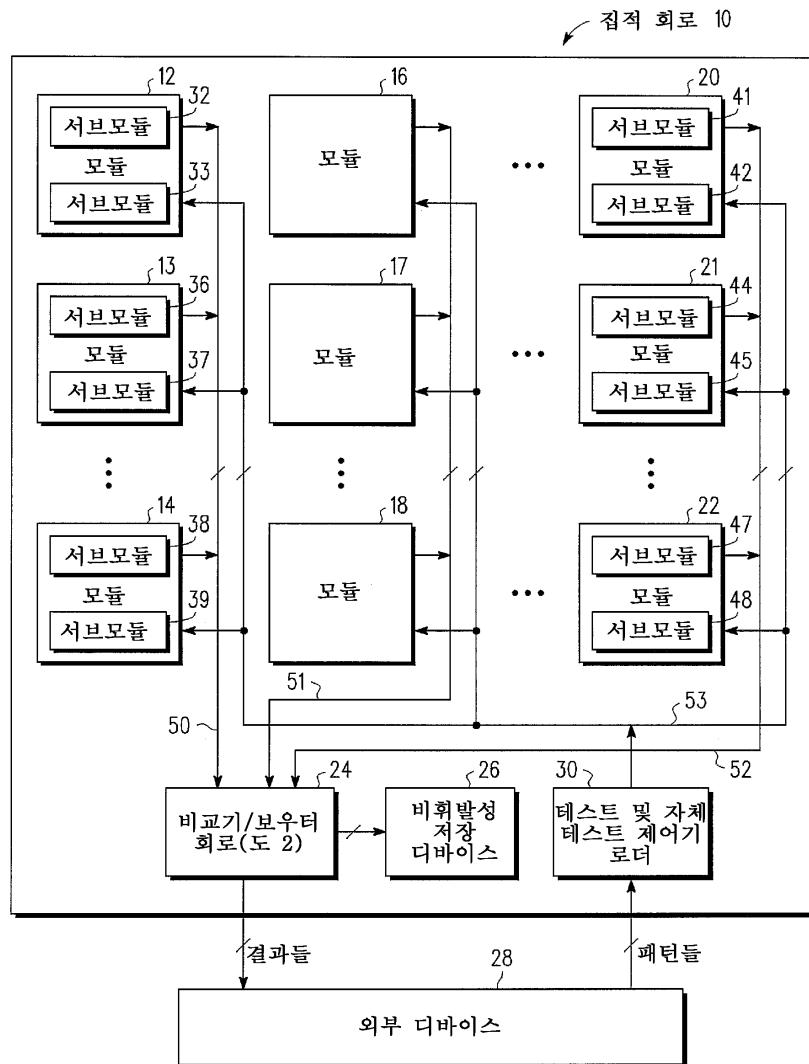 집적 회로 10
12
16
20
32
서브모듈
모듈
33
서브모듈
모듈
41
서브모듈
모듈
42
서브모듈
13
17
21
36
서브모듈
모듈
37
서브모듈
모듈
44
서브모듈
모듈
45
서브모듈
14
18
22
38
서브모듈
모듈
39
서브모듈
모듈
47
서브모듈
모듈
48
서브모듈
51
53
50
52
24
26
30
비교기/보우터
회로(도 2)
비휘발성
저장
디바이스
테스트 및 자체
테스트 제어기
로더
결과들
패턴들
28
외부 디바이스